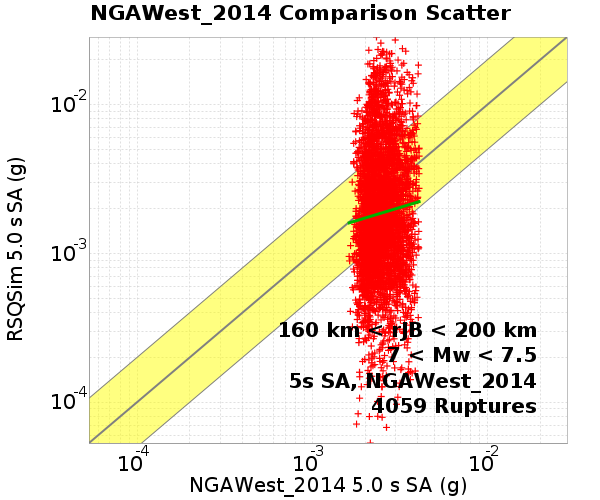 NGAWest_2014 Comparison Scatter
RSQSim 5.0 s SA (g)
10-2
10-3
10-4
160 km < rJB < 200 km
7 < Mw < 7.5
5s SA, NGAWest_2014
4059 Ruptures
10-4 10-3 10-2
NGAWest_2014 5.0 s SA (g)